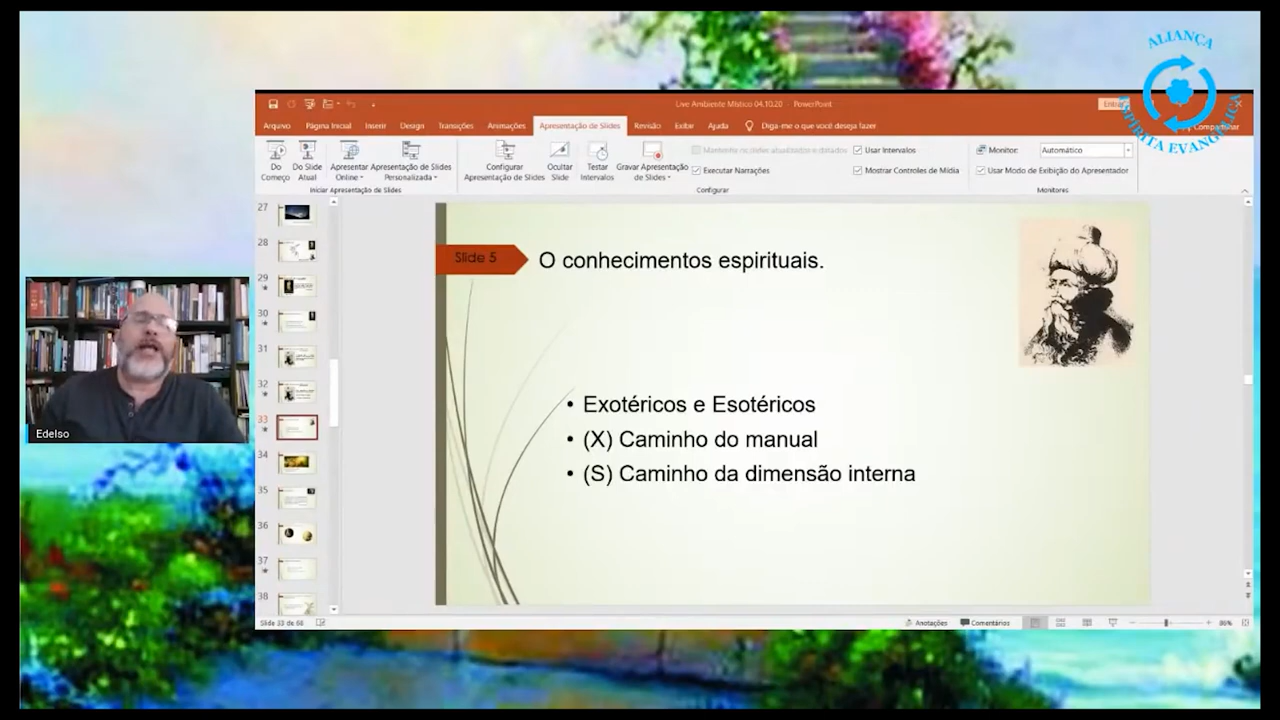 ALIANÇA
ESPÍRITA EVANGÉLICA
Live Ambiente Místico 04.10.20 - PowerPoint
Entrar
Arquivo Página Inicial Inserir Design Transições Animações Apresentação de Slides Revisão Exibir Ajuda Diga-me o que você deseja fazer Compartilhar
Do Começo
Do Slide Atual
Apresentar Online
Apresentação de Slides Personalizada
Iniciar Apresentação de Slides
Configurar Apresentação de Slides
Ocultar Slide
Testar Intervalos
Gravar Apresentação de Slides
Executar Narrações
Usar Intervalos
Mostrar Controles de Mídia
Configurar
Monitor: Automático
Usar Modo de Exibição do Apresentador
Monitores
27
28
29
30
31
32
33
34
35
36
37
38
Slide 5
O conhecimentos espirituais.
• Exotéricos e Esotéricos
• (X) Caminho do manual
• (S) Caminho da dimensão interna
Edelso
Slide 33 de 68
Anotações Comentários 86%